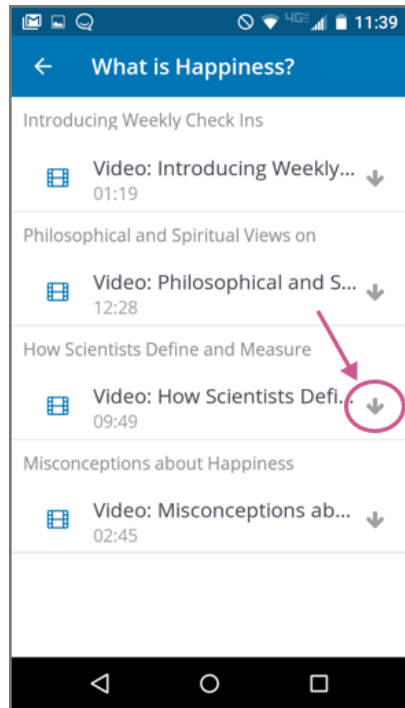 4G 11:39
What is Happiness?
Introducing Weekly Check Ins
Video: Introducing Weekly...
01:19
Philosophical and Spiritual Views on
Video: Philosophical and S...
12:28
How Scientists Define and Measure
Video: How Scientists Defi...
09:49
Misconceptions about Happiness
Video: Misconceptions ab...
02:45